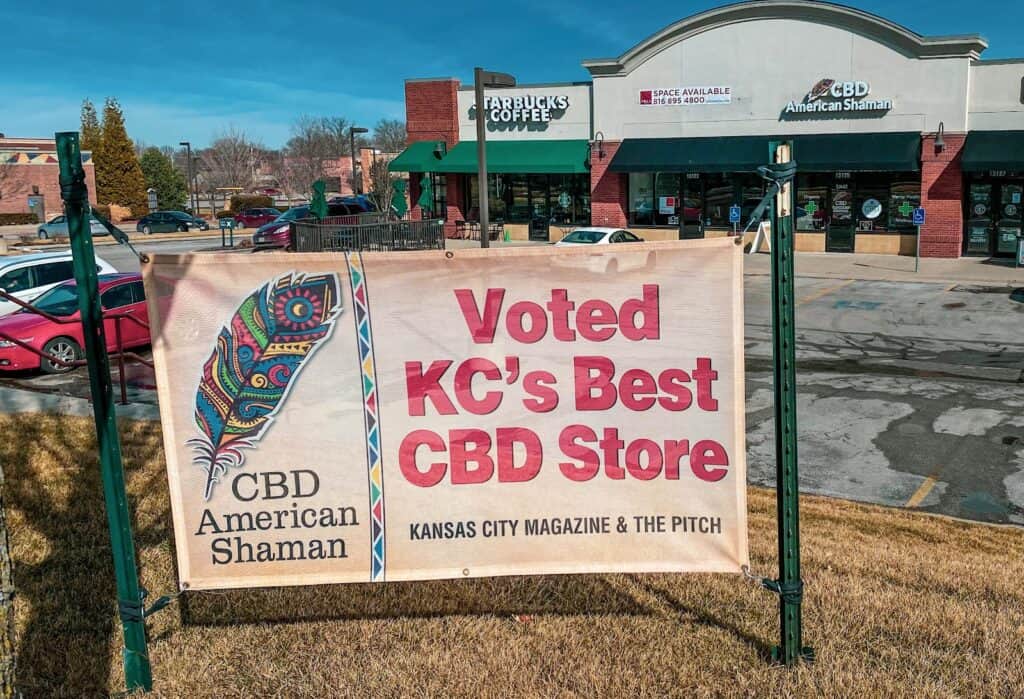 STARBUCKS
COFFEE
SPACE AVAILABLE
816 895 4800
CBD
American Shaman
Voted
KC's Best
CBD Store
KANSAS CITY MAGAZINE & THE PITCH
CBD
American
Shaman